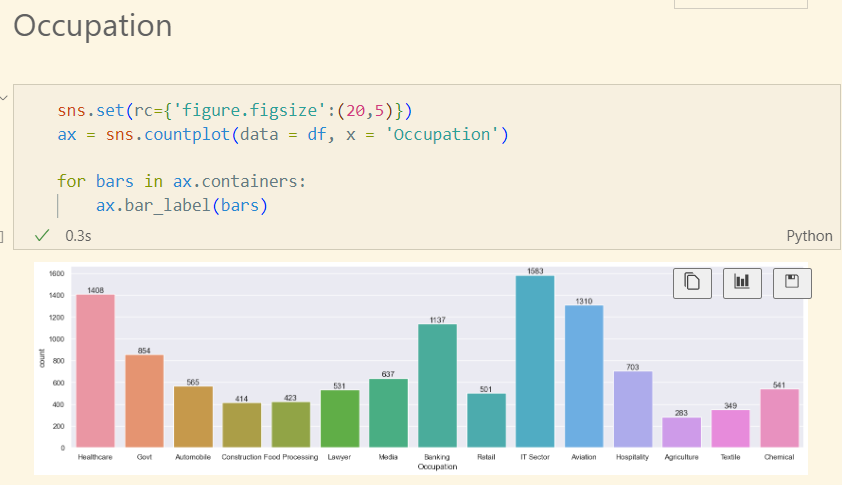 Occupation
sns.set(rc={'figure.figsize':(20,5)})
ax = sns.countplot(data = df, x = 'Occupation')
for bars in ax.containers:
ax.bar_label(bars)
0.3s
Python
1600
1400
1200
1000
800
600
400
200
0
count
1408
854
565
414
423
531
637
1137
501
1583
1310
703
283
349
541
Healthcare Govt Automobile Construction Food Processing Lawyer Media Banking Retail IT Sector Aviation Hospitality Agriculture Textile Chemical
Occupation